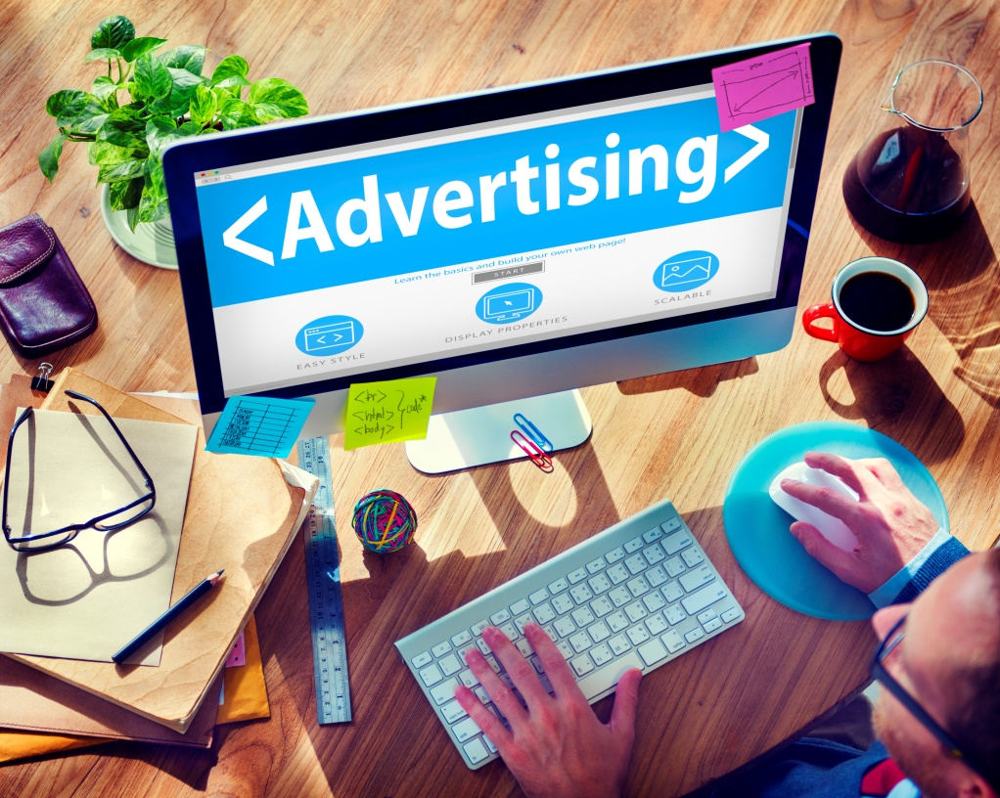 <Advertising>
Learn the basics and build your own web page!
START
< >
EASY STYLE
DISPLAY PROPERTIES
SCALABLE
<br>
<html> } code*
<body>